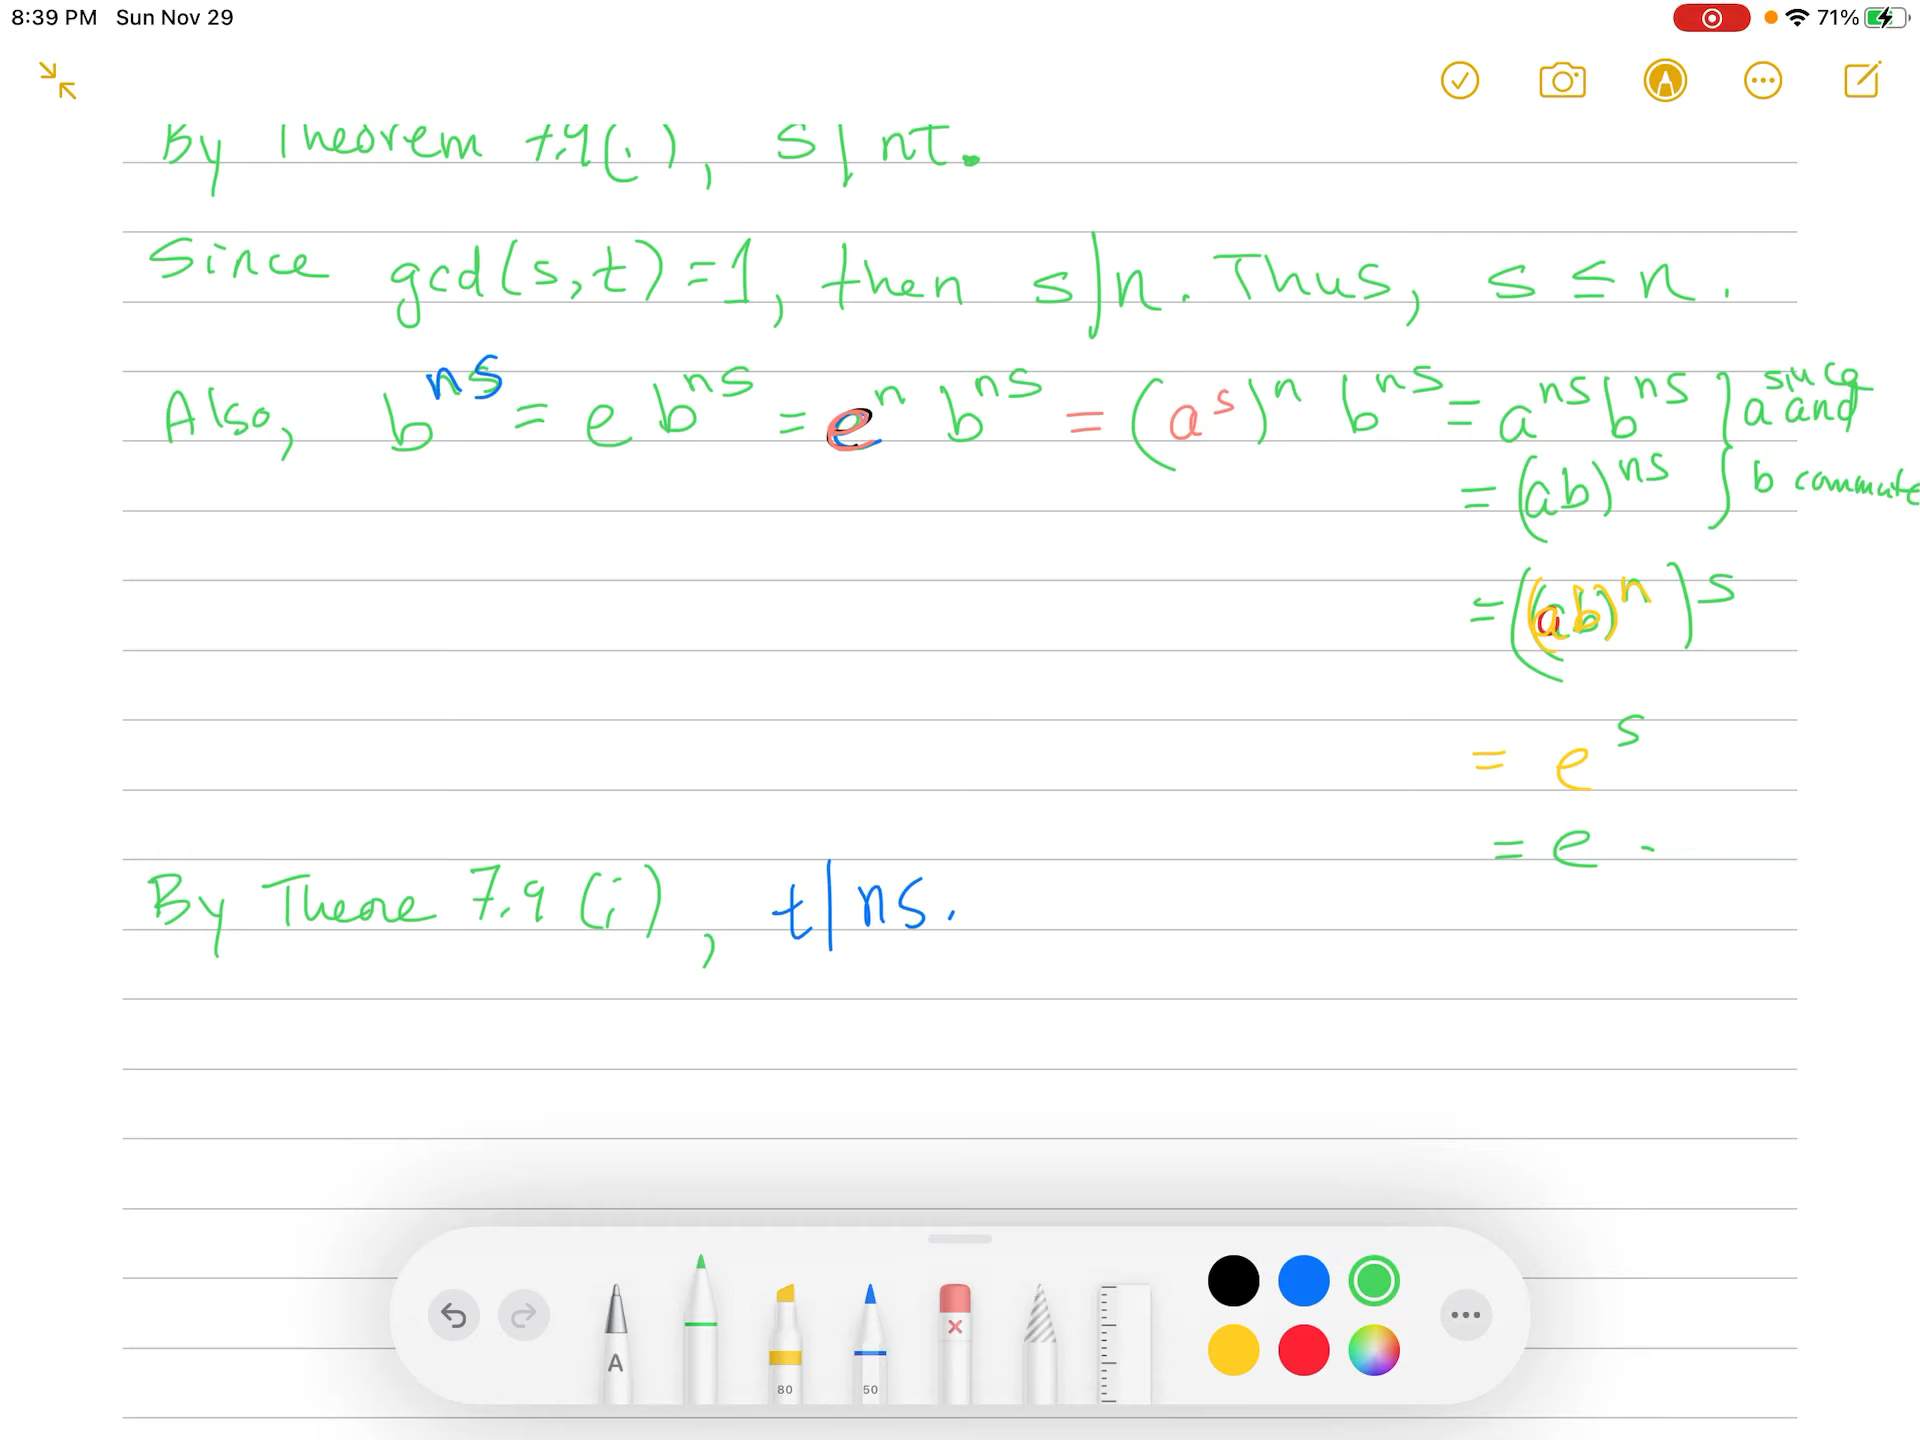 8:39 PM Sun Nov 29 71%
By Theorem 7.9(i), s | nt.
Since gcd(s,t)=1, then s|n. Thus, s ≤ n.
Also, b^ns = e b^ns = e^n b^ns = (a^s)^n b^ns = a^ns b^ns } since a and b commute
= (ab)^ns
= ((ab)^n)^s
= e^s
= e .
By Theore 7.9 (i), t|ns.
A 80 50